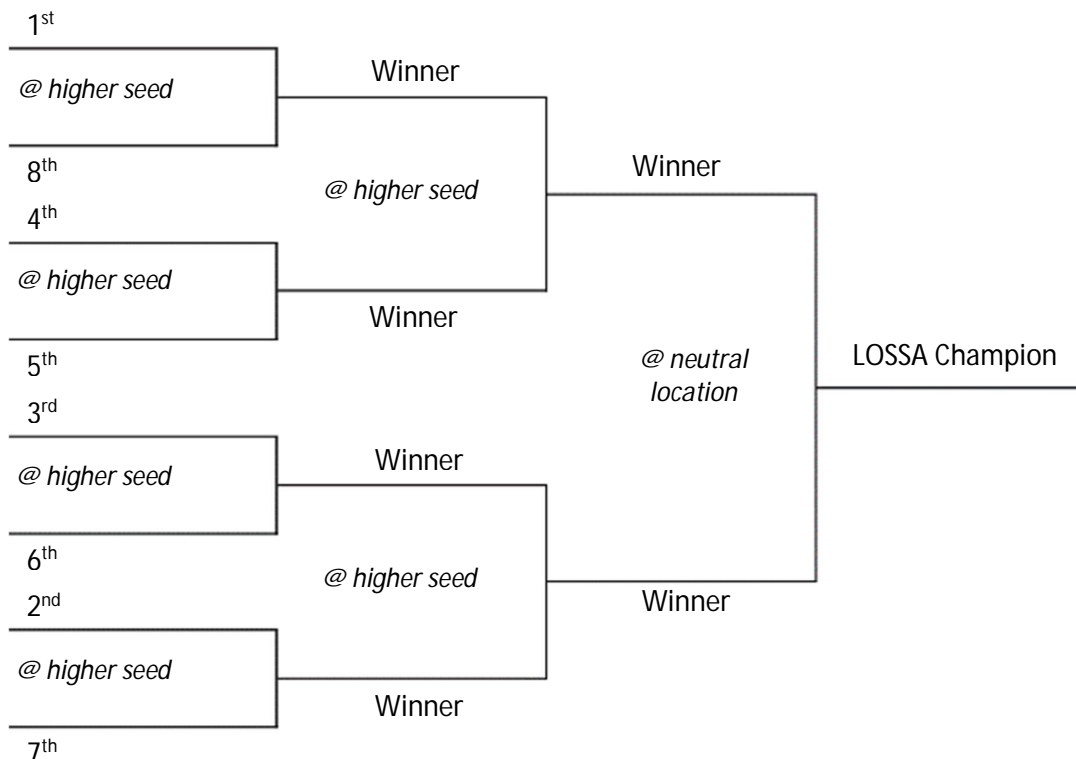 1st
@ higher seed
Winner
8th
@ higher seed
Winner
4th
@ higher seed
Winner
5th
@ neutral
location
LOSSA Champion
3rd
@ higher seed
Winner
6th
@ higher seed
Winner
2nd
@ higher seed
Winner
7th